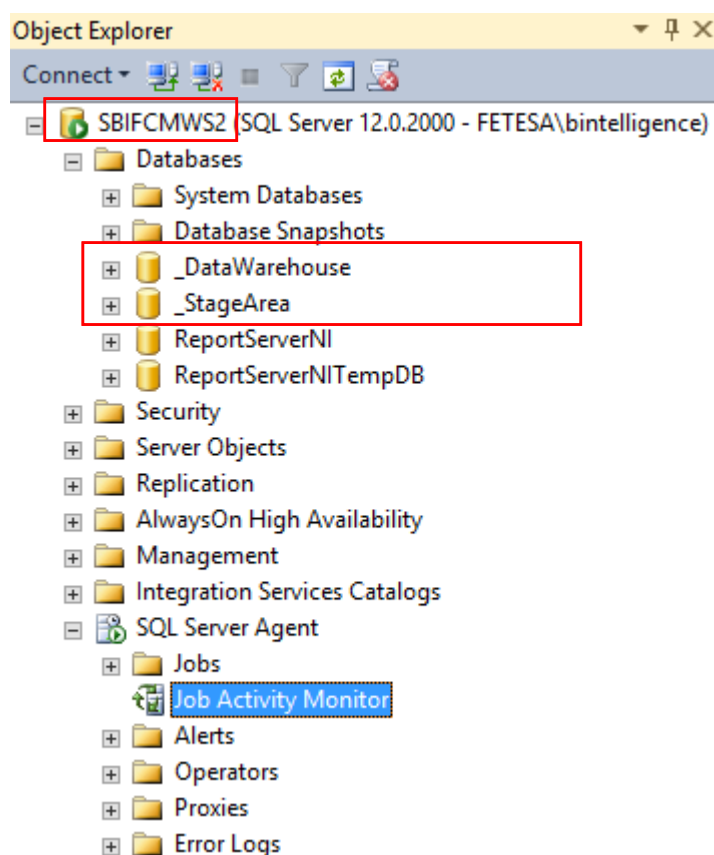 Object Explorer
Connect
SBIFCMWS2 (SQL Server 12.0.2000 - FETESA\bintelligence)
Databases
System Databases
Database Snapshots
_DataWarehouse
_StageArea
ReportServerNI
ReportServerNITempDB
Security
Server Objects
Replication
AlwaysOn High Availability
Management
Integration Services Catalogs
SQL Server Agent
Jobs
Job Activity Monitor
Alerts
Operators
Proxies
Error Logs